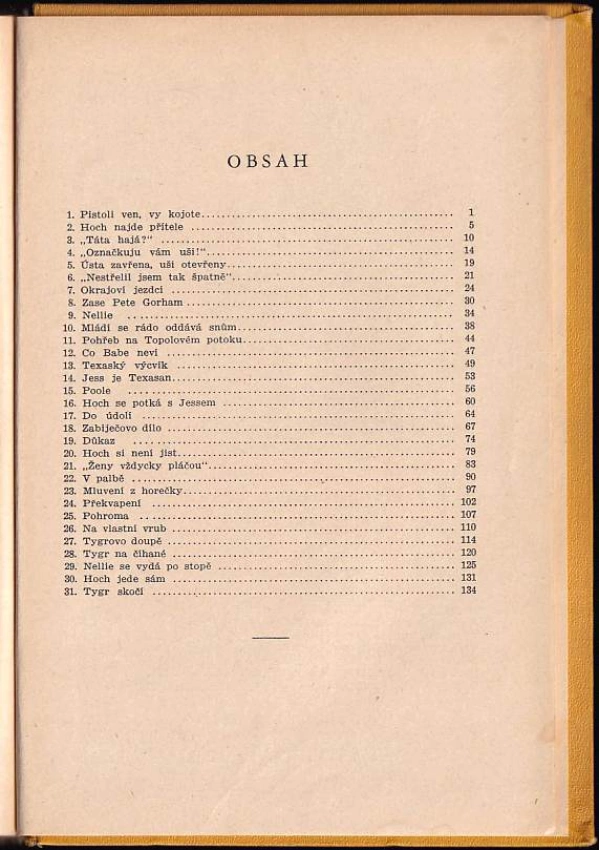 OBSAH
1. Pistoli ven, vy kojote 1
2. Hoch najde přítele 5
3. „Táta hajá?“ 10
4. „Označkuju vám uši!“ 14
5. Ústa zavřena, uši otevřeny 19
6. „Nestřelil jsem tak špatně“ 21
7. Okrajoví jezdci 24
8. Zase Pete Gorham 30
9. Nellie 34
10. Mládí se rádo oddává snům 38
11. Pohřeb na Topolovém potoku 44
12. Co Babe neví 47
13. Texaský výcvik 49
14. Jess je Texasan 53
15. Poole 56
16. Hoch se potká s Jessem 60
17. Do údolí 64
18. Zabiječovo dílo 67
19. Důkaz 74
20. Hoch si není jist 79
21. „Ženy vždycky pláčou“ 83
22. V palbě 90
23. Mluvení z horečky 97
24. Překvapení 102
25. Pohroma 107
26. Na vlastní vrub 110
27. Tygrovo doupě 114
28. Tygr na číhané 120
29. Nellie se vydá po stopě 125
30. Hoch jede sám 131
31. Tygr skočí 134